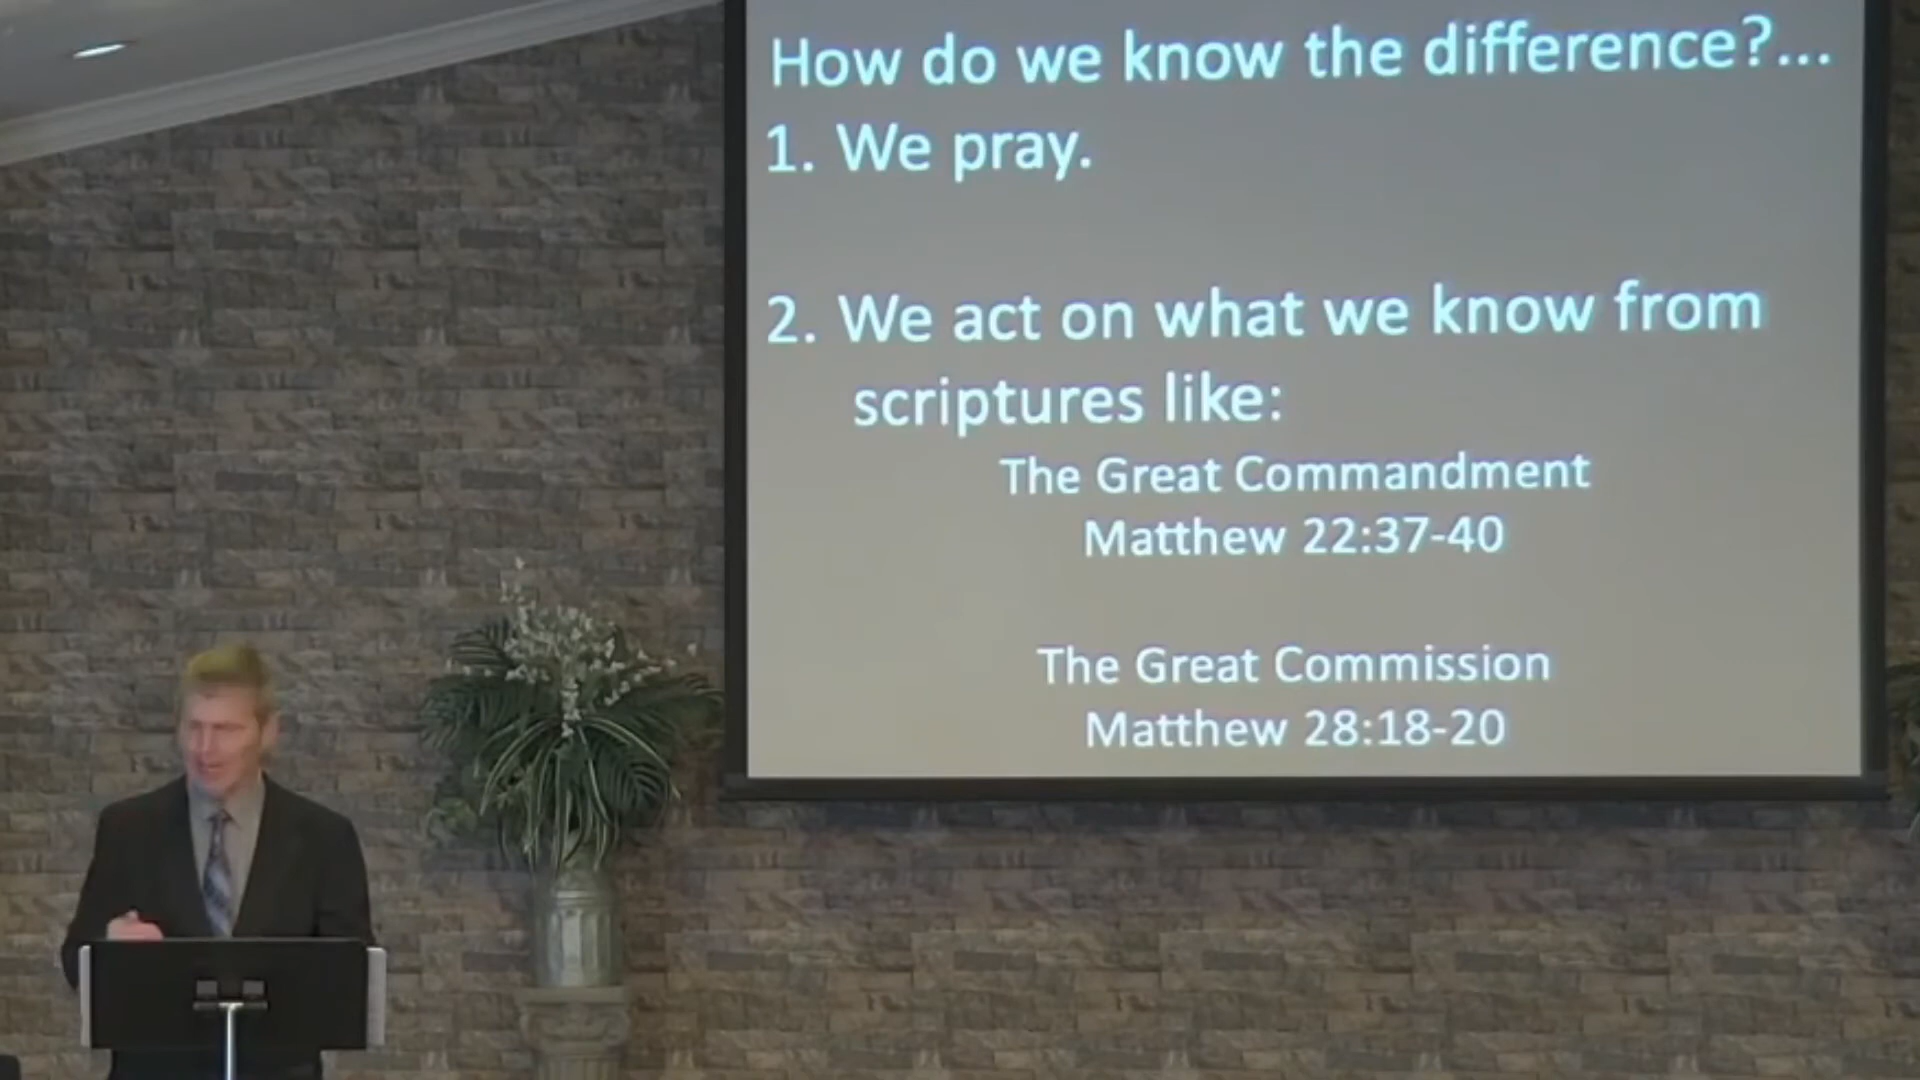 How do we know the difference?...
1. We pray.
2. We act on what we know from
scriptures like:
The Great Commandment
Matthew 22:37-40
The Great Commission
Matthew 28:18-20